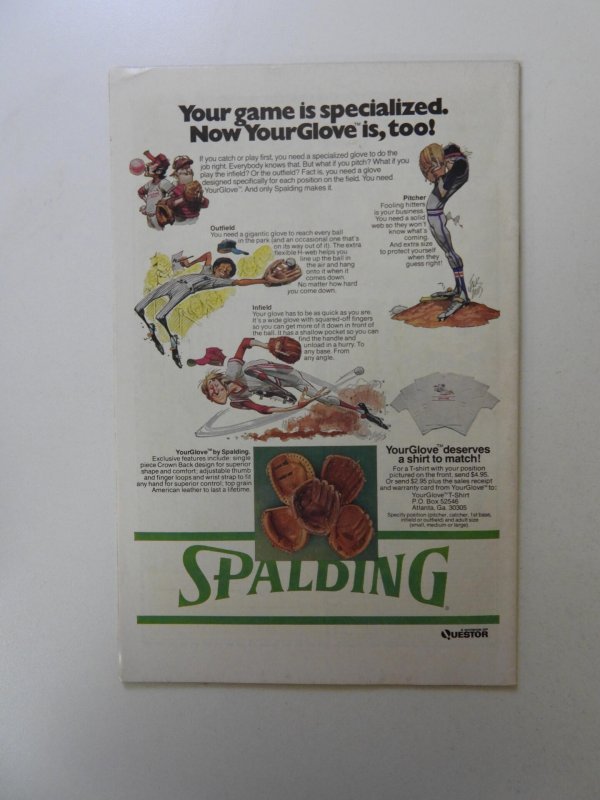 Your game is specialized.
Now YourGlove™ is, too!
If you catch or play first, you need a specialized glove to do the
job right. Everybody knows that. But what if you pitch? What if you
play the infield? Or the outfield? Fact is, you need a glove
designed specifically for each position on the field. You need
YourGlove™. And only Spalding makes it.
Pitcher
Fooling hitters
is your business.
You need a solid
web so they won't
know what's
coming.
And extra size
to protect yourself
when they
guess right!
Outfield
You need a gigantic glove to reach every ball
in the park (and an occasional one that's
on its way out of it). The extra
flexible H-web helps you
line up the ball in
the air and hang
onto it when it
comes down.
No matter how hard
you come down.
Infield
Your glove has to be as quick as you are.
It's a wide glove with squared-off fingers
so you can get more of it down in front of
the ball. It has a shallow pocket so you can
find the handle and
unload in a hurry. To
any base. From
any angle.
YourGlove™ by Spalding.
Exclusive features include: single
piece Crown Back design for superior
shape and comfort; adjustable thumb
and finger loops and wrist strap to fit
any hand for superior control; top grain
American leather to last a lifetime.
YourGlove™ deserves
a shirt to match!
For a T-shirt with your position
pictured on the front, send $4.95.
Or send $2.95 plus the sales receipt
and warranty card from YourGlove™ to:
YourGlove™ T-Shirt
P.O. Box 52546
Atlanta, Ga. 30305
Specify position (pitcher, catcher, 1st base,
infield or outfield) and adult size
(small, medium or large).
SPALDING®
A DIVISION OF
QUESTOR